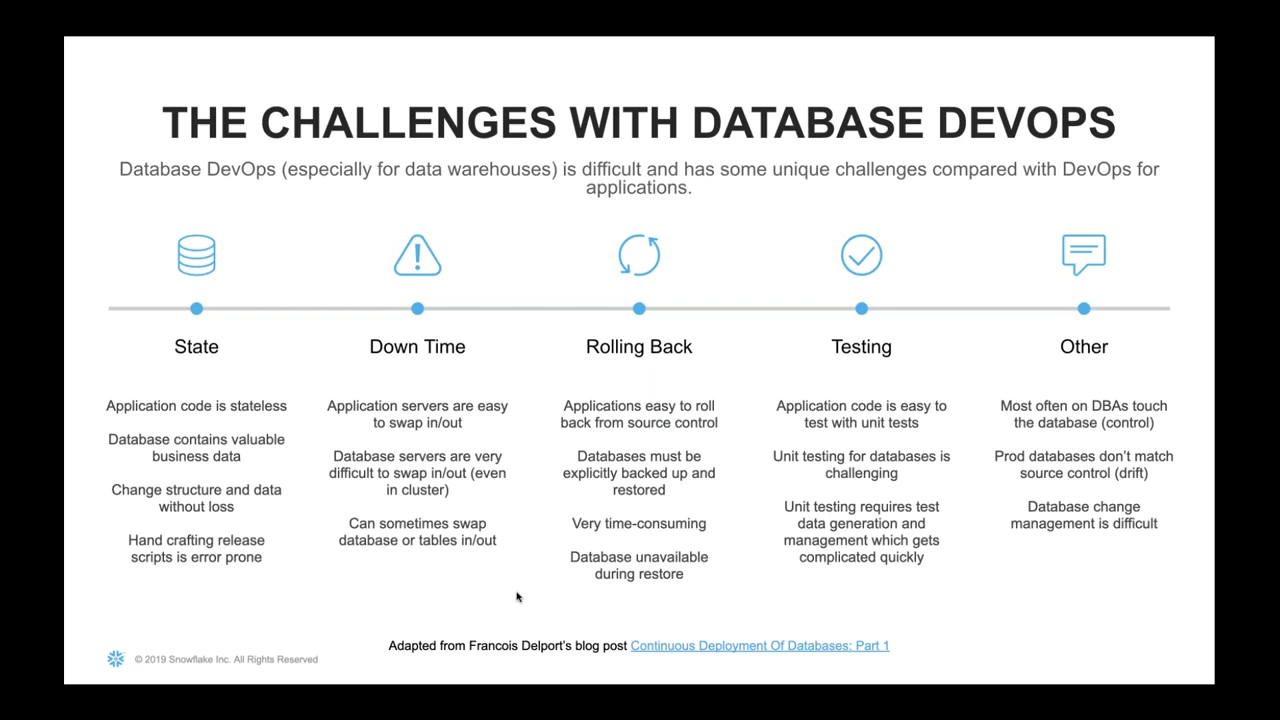 THE CHALLENGES WITH DATABASE DEVOPS
Database DevOps (especially for data warehouses) is difficult and has some unique challenges compared with DevOps for
applications.
State
Application code is stateless
Database contains valuable
business data
Change structure and data
without loss
Hand crafting release
scripts is error prone
Down Time
Application servers are easy
to swap in/out
Database servers are very
difficult to swap in/out (even
in cluster)
Can sometimes swap
database or tables in/out
Rolling Back
Applications easy to roll
back from source control
Databases must be
explicitly backed up and
restored
Very time-consuming
Database unavailable
during restore
Testing
Application code is easy to
test with unit tests
Unit testing for databases is
challenging
Unit testing requires test
data generation and
management which gets
complicated quickly
Other
Most often on DBAs touch
the database (control)
Prod databases don't match
source control (drift)
Database change
management is difficult
Adapted from Francois Delport's blog post Continuous Deployment Of Databases: Part 1
© 2019 Snowflake Inc. All Rights Reserved